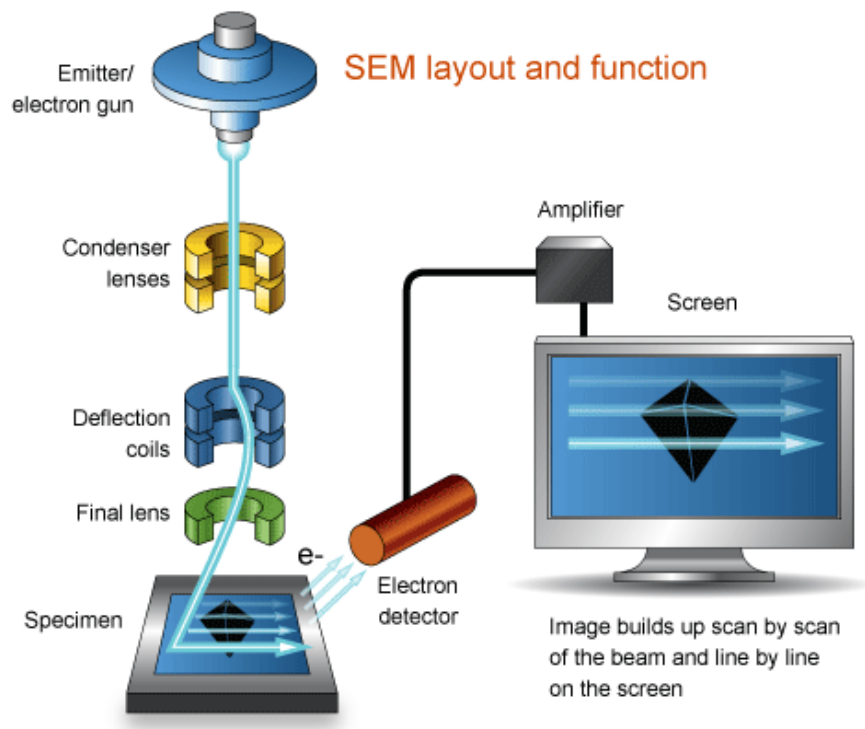 SEM layout and function
Emitter/
electron gun
Condenser
lenses
Deflection
coils
Final lens
e-
Specimen
Electron
detector
Amplifier
Screen
Image builds up scan by scan
of the beam and line by line
on the screen